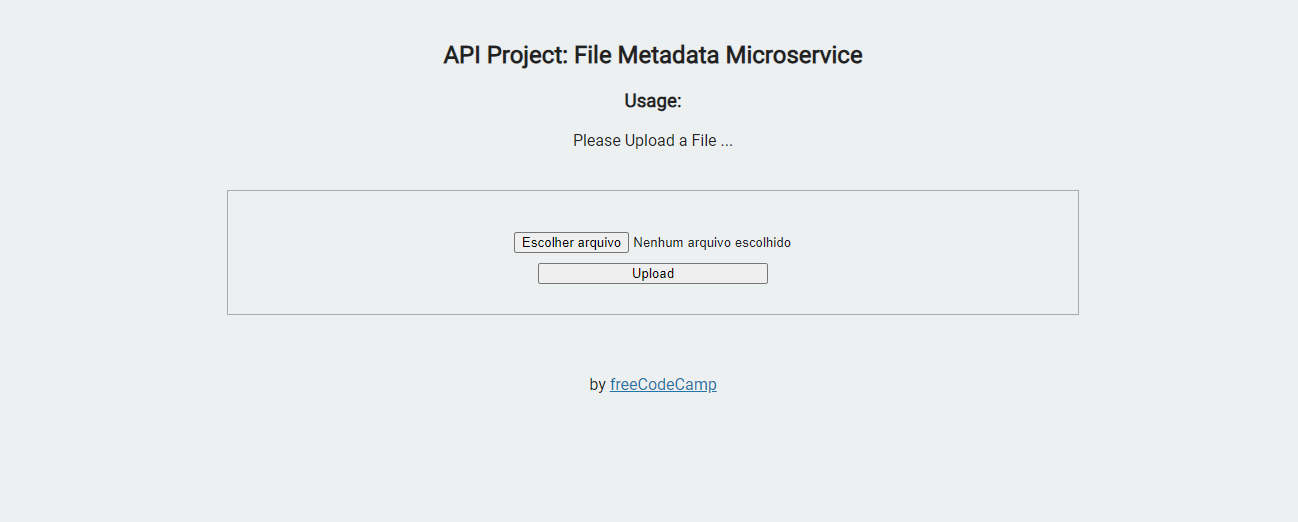 API Project: File Metadata Microservice
Usage:
Please Upload a File ...
Escolher arquivo Nenhum arquivo escolhido
Upload
by freeCodeCamp